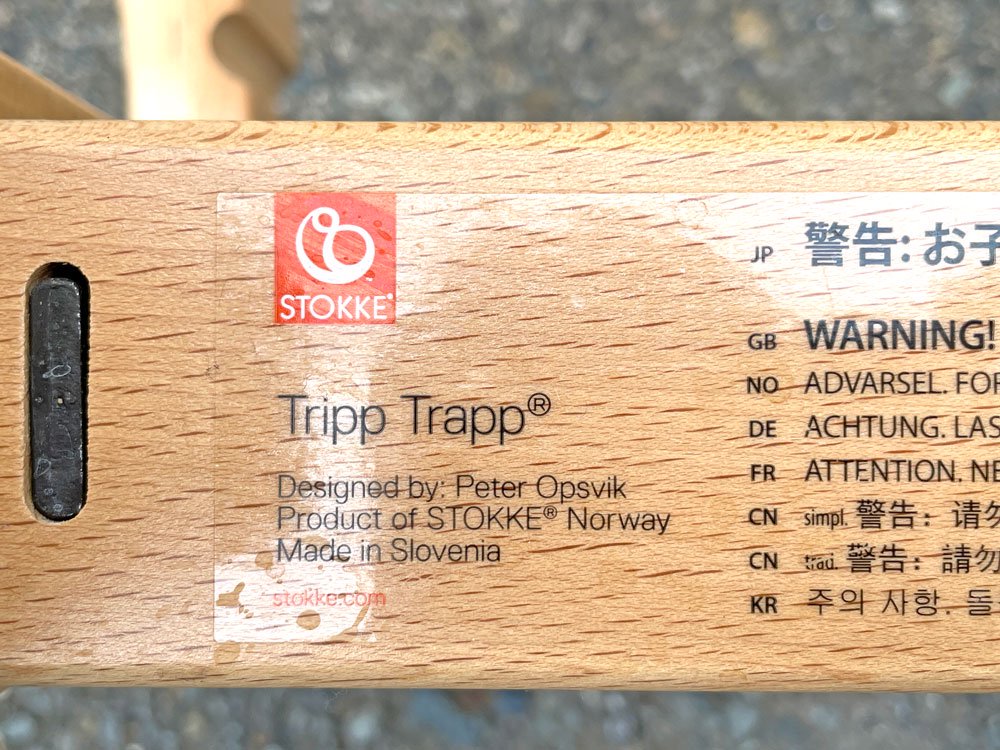 STOKKE®
Tripp Trapp®
Designed by: Peter Opsvik
Product of STOKKE® Norway
Made in Slovenia
stokke.com
JP 警告: お子
GB WARNING!
NO ADVARSEL. FOR
DE ACHTUNG. LAS
FR ATTENTION. NE
CN simpl. 警告：请勿
CN trad. 警告：請勿
KR 주의 사항. 돌